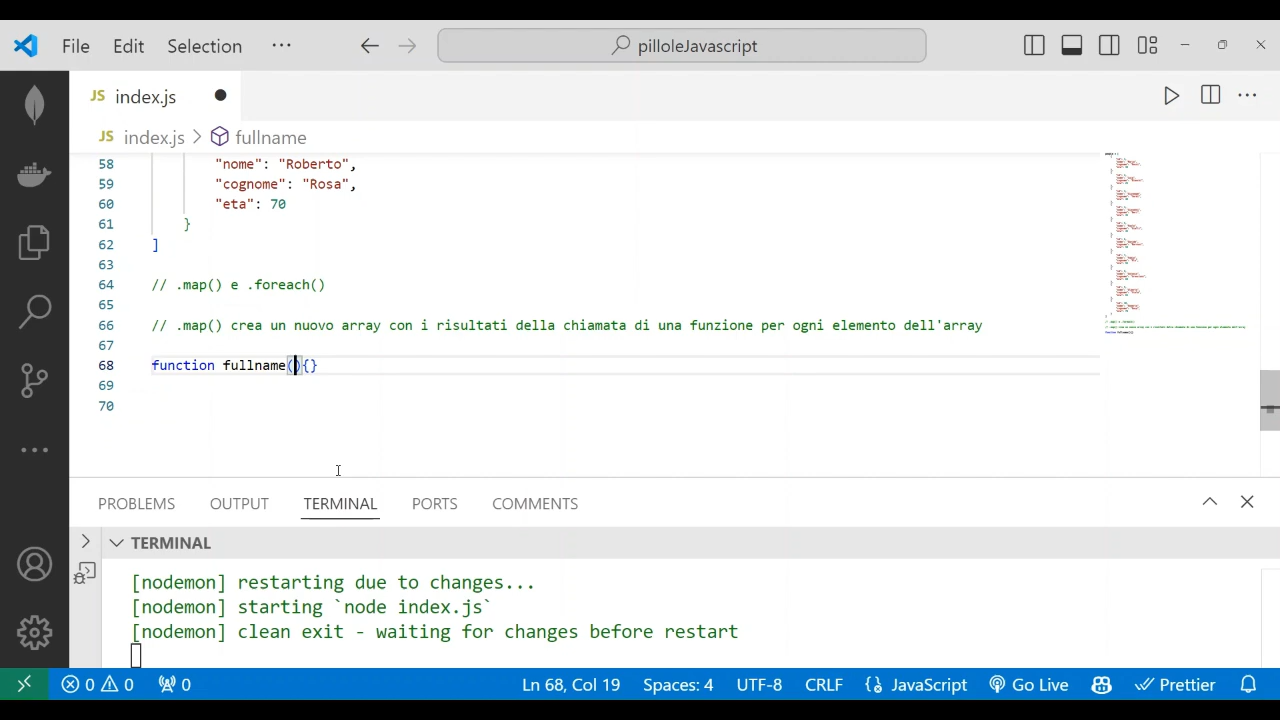 File Edit Selection ··· pilloleJavascript
JS index.js
JS index.js > fullname
58 "nome": "Roberto",
59 "cognome": "Rosa",
60 "eta": 70
61 }
62 ]
63
64 // .map() e .foreach()
65
66 // .map() crea un nuovo array con i risultati della chiamata di una funzione per ogni elemento dell'array
67
68 function fullname(){}
69
70
PROBLEMS OUTPUT TERMINAL PORTS COMMENTS
TERMINAL
[nodemon] restarting due to changes...
[nodemon] starting `node index.js`
[nodemon] clean exit - waiting for changes before restart
0 0 0 Ln 68, Col 19 Spaces: 4 UTF-8 CRLF JavaScript Go Live Prettier